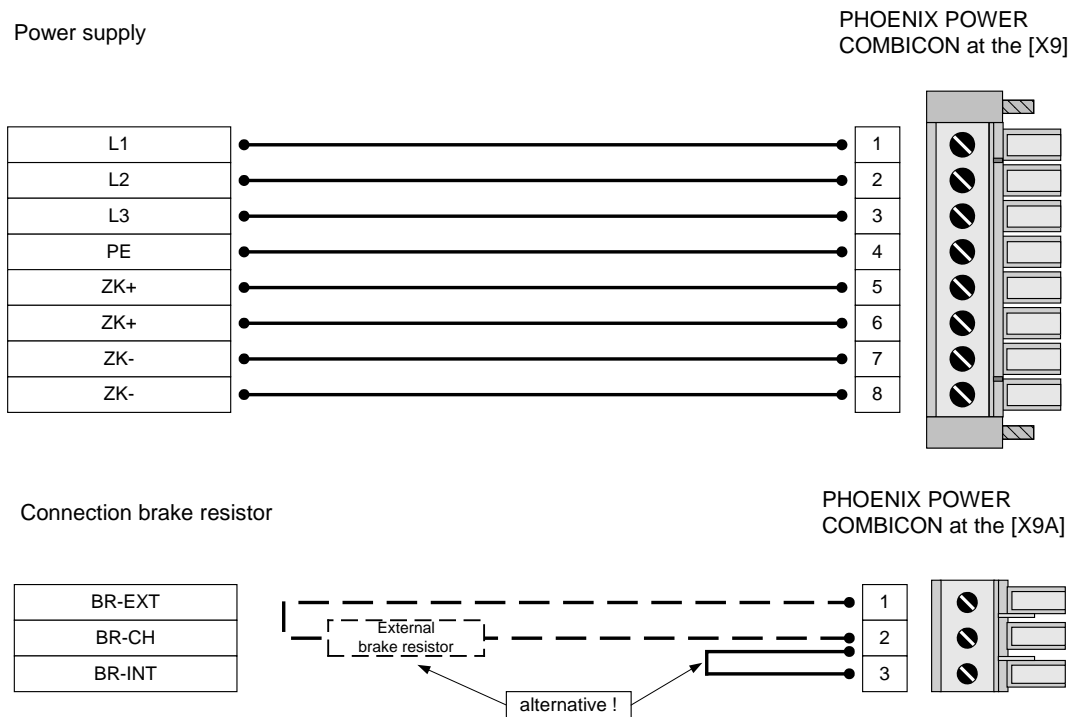 Power supply
PHOENIX POWER
COMBICON at the [X9]
L1
1
L2
2
L3
3
PE
4
ZK+
5
ZK+
6
ZK-
7
ZK-
8
Connection brake resistor
PHOENIX POWER
COMBICON at the [X9A]
BR-EXT
1
BR-CH
External
brake resistor
2
BR-INT
3
alternative !